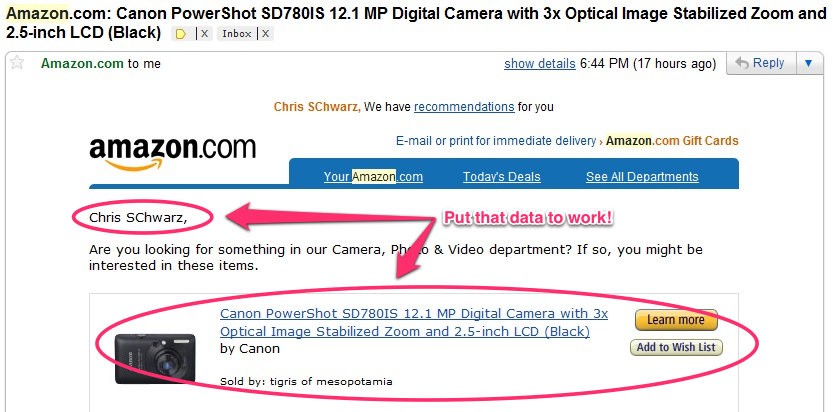 Amazon.com: Canon PowerShot SD780IS 12.1 MP Digital Camera with 3x Optical Image Stabilized Zoom and
2.5-inch LCD (Black) X Inbox X
Amazon.com to me show details 6:44 PM (17 hours ago) Reply
Chris SChwarz, We have recommendations for you
amazon.com E-mail or print for immediate delivery › Amazon.com Gift Cards
Your Amazon.com Today's Deals See All Departments
Chris SChwarz, Put that data to work!
Are you looking for something in our Camera, Photo & Video department? If so, you might be
interested in these items.
Canon PowerShot SD780IS 12.1 MP Digital Camera with 3x Learn more
Optical Image Stabilized Zoom and 2.5-inch LCD (Black)
by Canon Add to Wish List
Sold by: tigris of mesopotamia